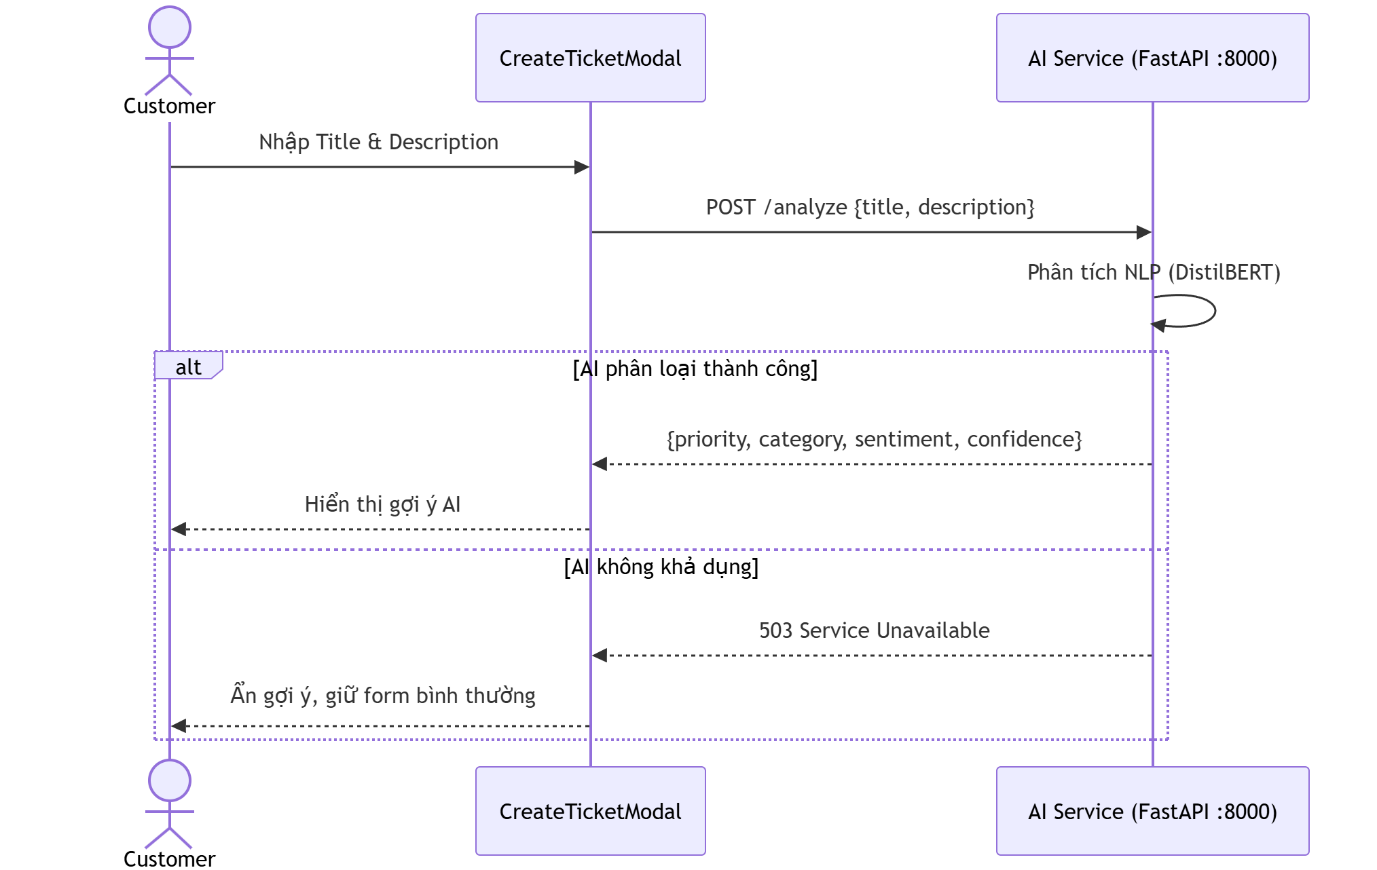 Customer
CreateTicketModal
AI Service (FastAPI :8000)
Nhập Title & Description
POST /analyze {title, description}
Phân tích NLP (DistilBERT)
alt
[AI phân loại thành công]
{priority, category, sentiment, confidence}
Hiển thị gợi ý AI
[AI không khả dụng]
503 Service Unavailable
Ẩn gợi ý, giữ form bình thường
Customer
CreateTicketModal
AI Service (FastAPI :8000)